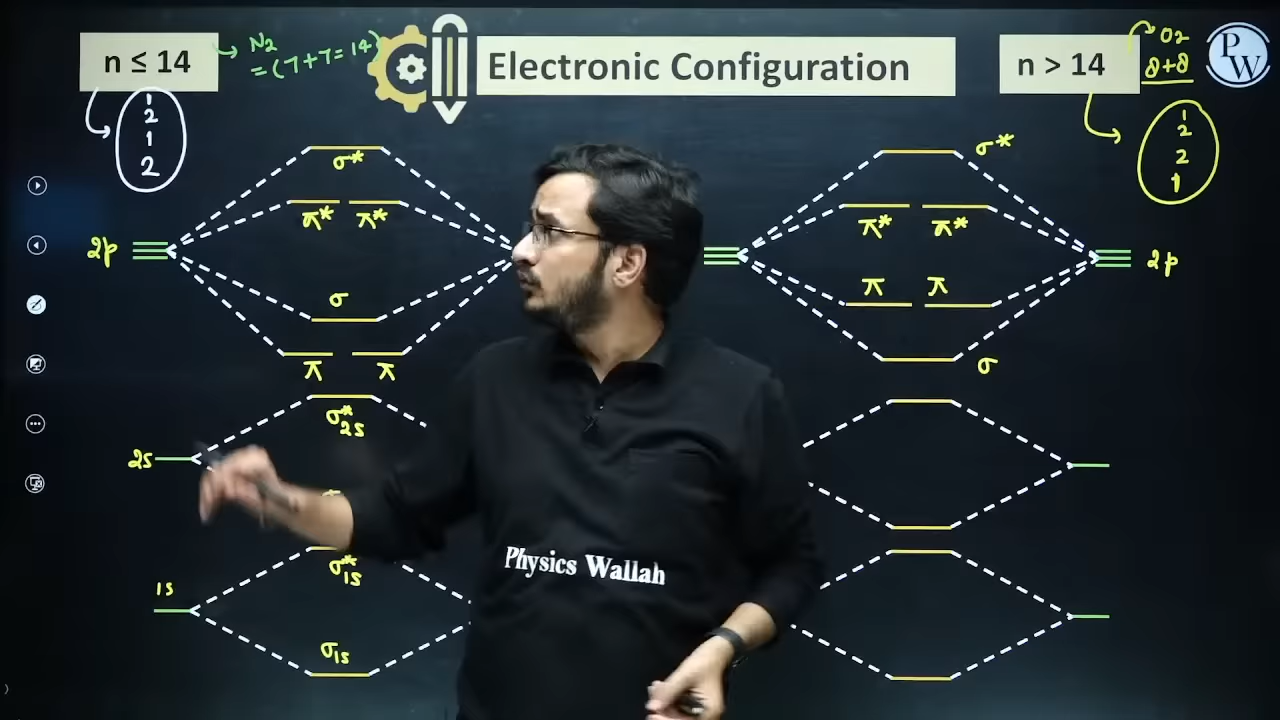 n ≤ 14
→ N2
= (7+7=14)
Electronic Configuration
n > 14
O2
8+8
P
W
1
2
1
2
1
2
2
1
σ*
π* π*
2p
σ
π π
σ*2s
2s
σ*1s
1s
σ1s
σ*
π* π*
2p
π π
σ
Physics Wallah